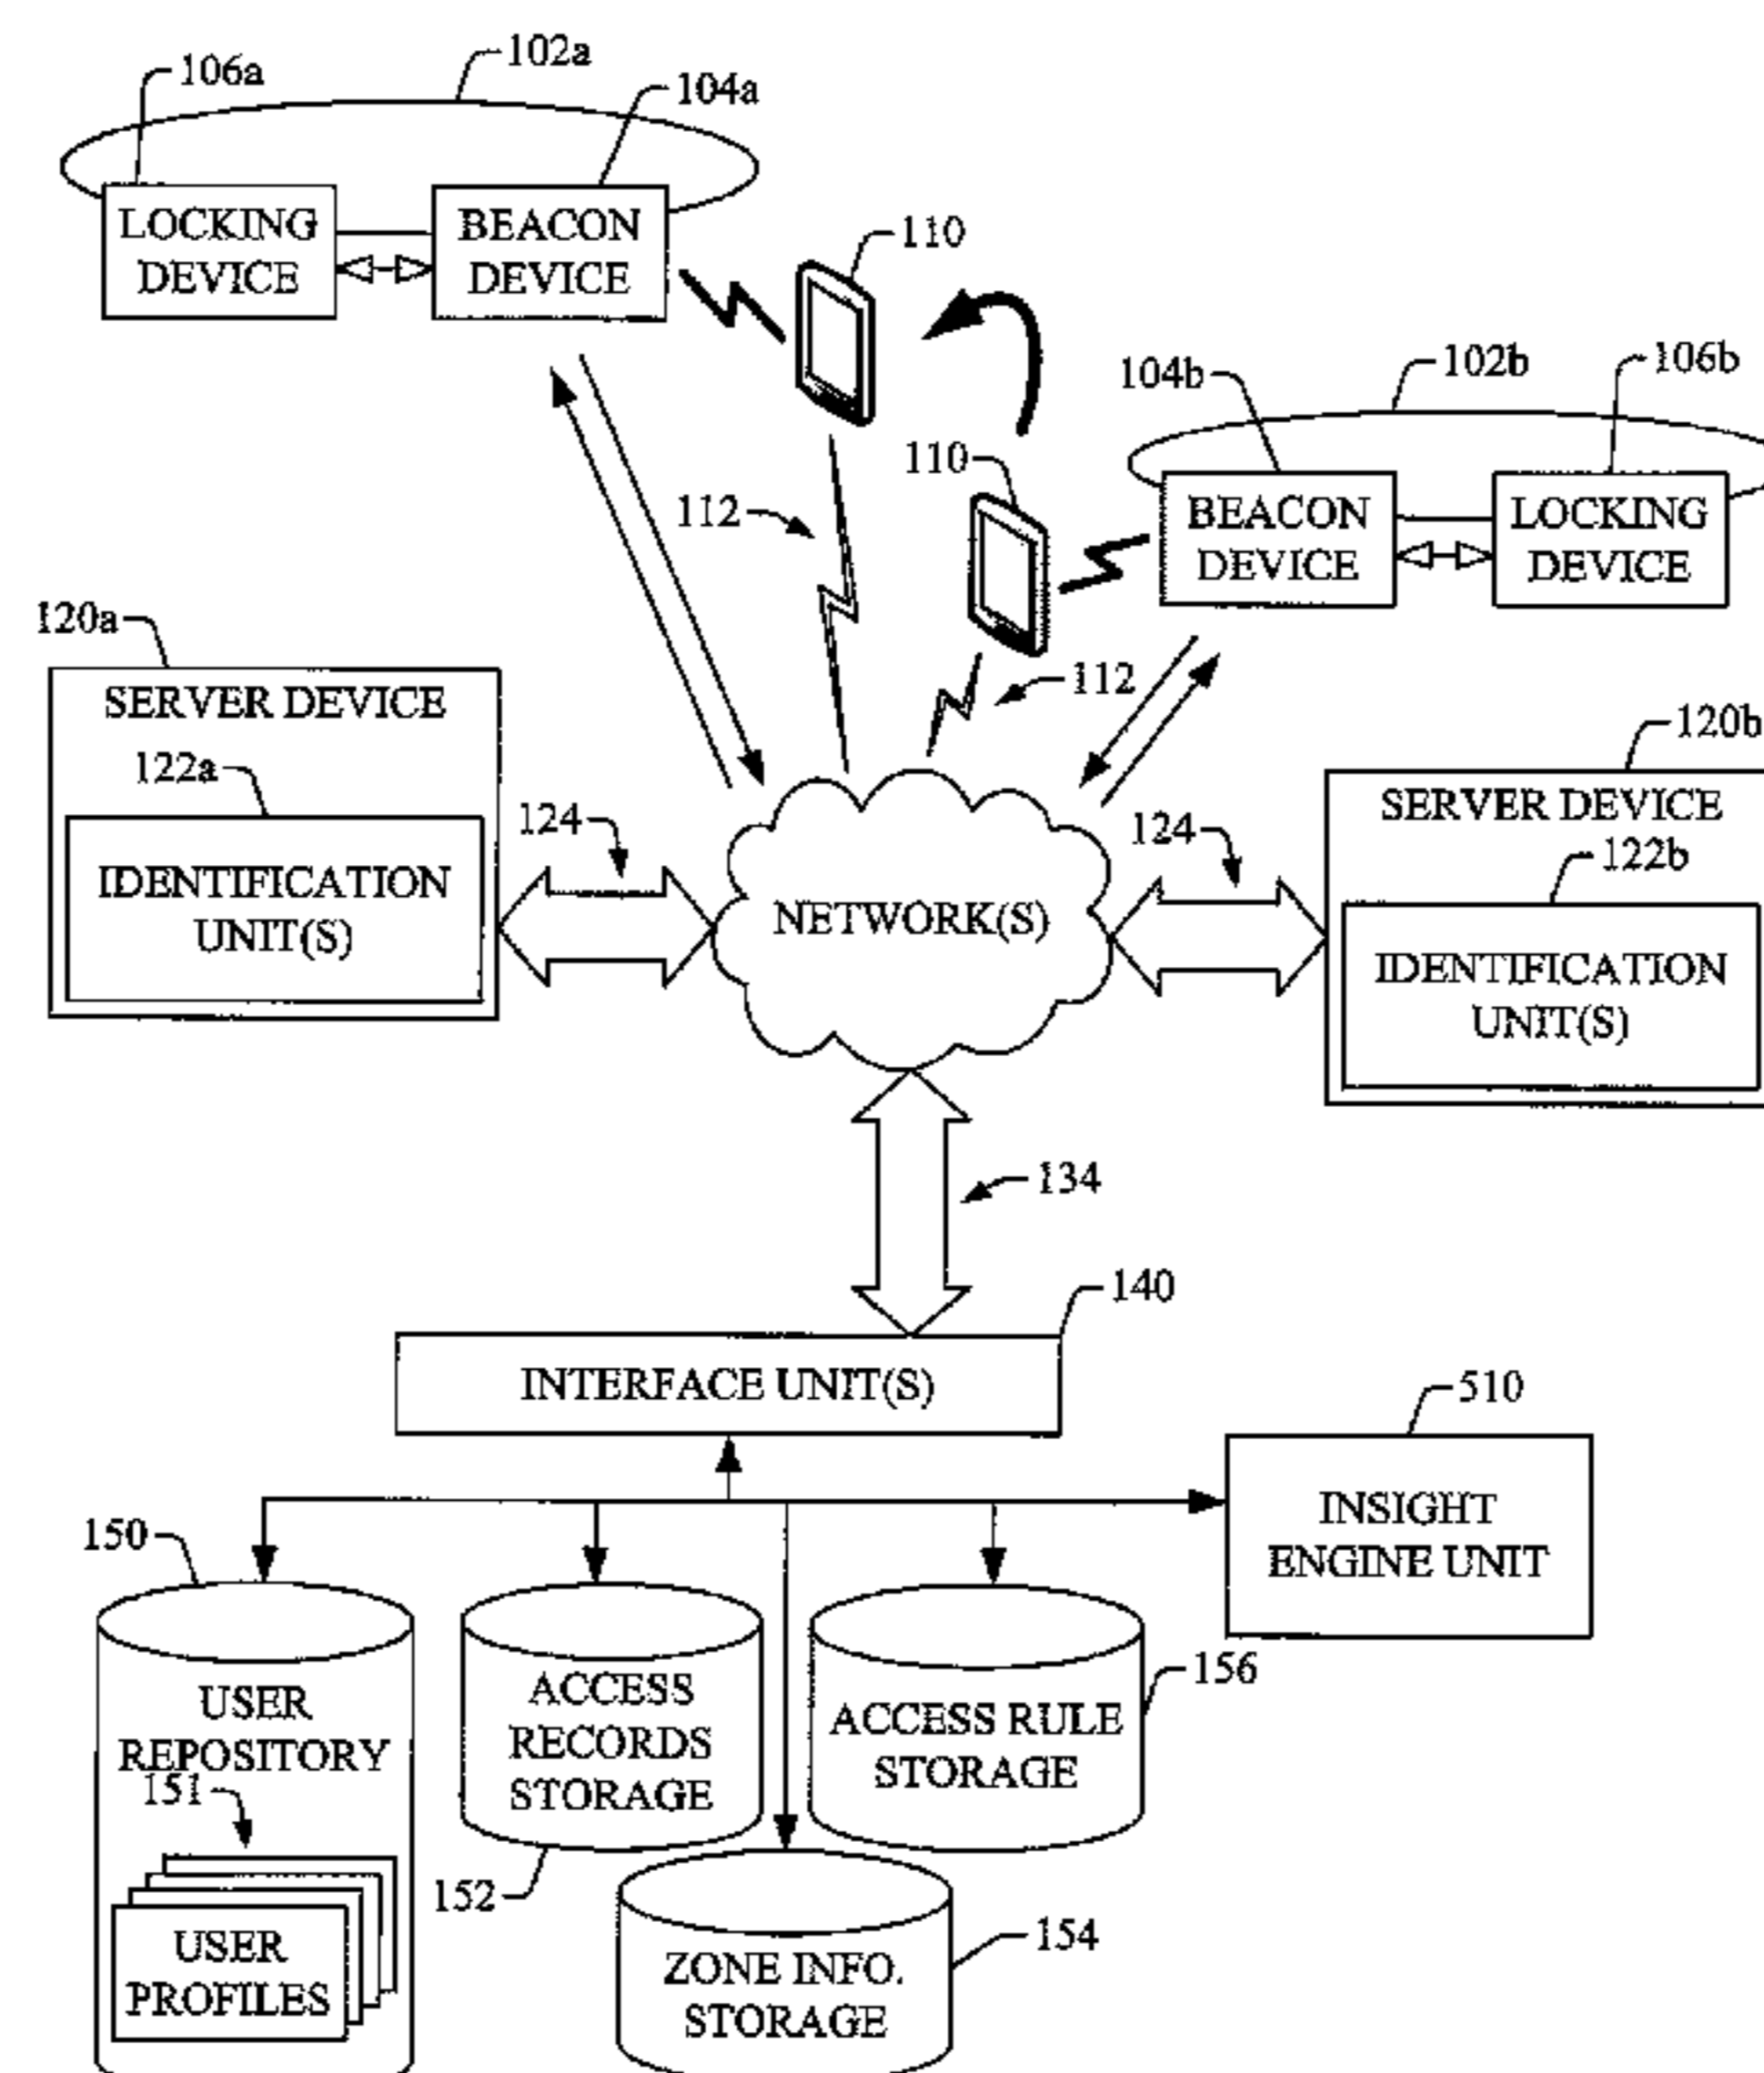 102a
106a
104a
LOCKING
DEVICE
BEACON
DEVICE
110
102b
106b
104b
110
112
BEACON
DEVICE
LOCKING
DEVICE
120a
SERVER DEVICE
112
120b
122a
SERVER DEVICE
124
124
122b
IDENTIFICATION
UNIT(S)
NETWORK(S)
IDENTIFICATION
UNIT(S)
134
140
INTERFACE UNIT(S)
510
INSIGHT
ENGINE UNIT
150
156
USER
REPOSITORY
ACCESS
RECORDS
STORAGE
ACCESS RULE
STORAGE
151
152
154
USER
PROFILES
ZONE INFO.
STORAGE